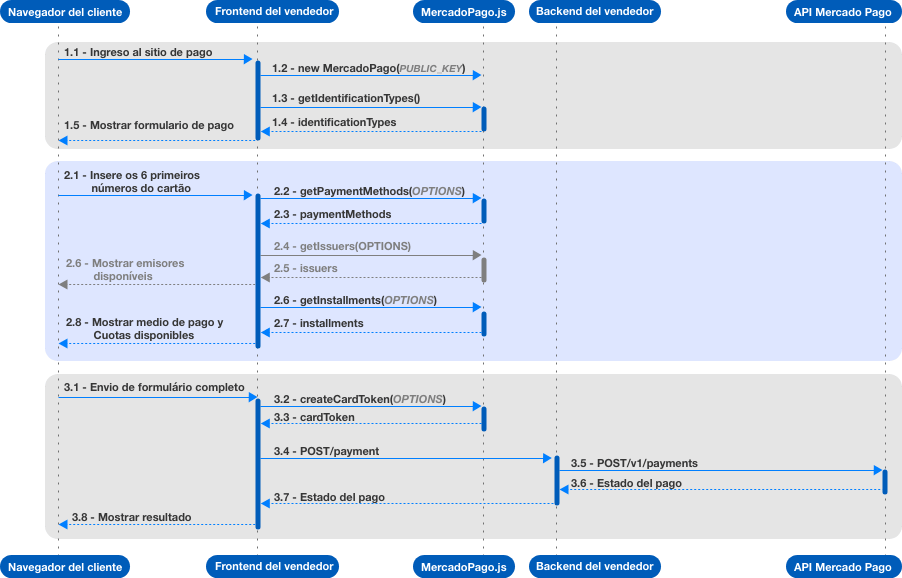 Navegador del cliente
Frontend del vendedor
MercadoPago.js
Backend del vendedor
API Mercado Pago
1.1 - Ingreso al sitio de pago
1.2 - new MercadoPago(PUBLIC_KEY)
1.3 - getIdentificationTypes()
1.4 - identificationTypes
1.5 - Mostrar formulario de pago
2.1 - Insere os 6 primeiros
números do cartão
2.2 - getPaymentMethods(OPTIONS)
2.3 - paymentMethods
2.4 - getIssuers(OPTIONS)
2.5 - issuers
2.6 - Mostrar emisores
disponíveis
2.6 - getInstallments(OPTIONS)
2.7 - installments
2.8 - Mostrar medio de pago y
Cuotas disponibles
3.1 - Envio de formulário completo
3.2 - createCardToken(OPTIONS)
3.3 - cardToken
3.4 - POST/payment
3.5 - POST/v1/payments
3.6 - Estado del pago
3.7 - Estado del pago
3.8 - Mostrar resultado
Navegador del cliente
Frontend del vendedor
MercadoPago.js
Backend del vendedor
API Mercado Pago